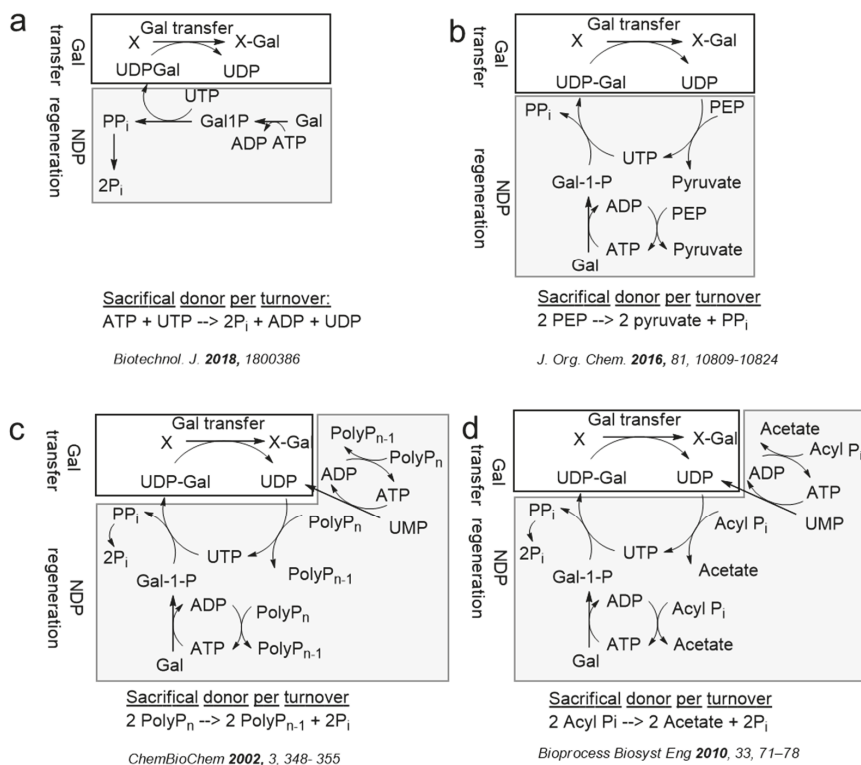 a
Gal transfer
X
X-Gal
UDPGal
UDP
Gal
transfer
NDP
regeneration
UTP
PPi
Gal1P
Gal
ADP
ATP
2Pi
Sacrifical donor per turnover:
ATP + UTP --> 2Pi + ADP + UDP
Biotechnol. J. 2018, 1800386
b
Gal transfer
X
X-Gal
UDP-Gal
UDP
Gal
transfer
NDP
regeneration
PPi
PEP
UTP
Gal-1-P
Pyruvate
ADP
PEP
ATP
Pyruvate
Gal
Sacrifical donor per turnover
2 PEP --> 2 pyruvate + PPi
J. Org. Chem. 2016, 81, 10809-10824
c
Gal transfer
X
X-Gal
UDP-Gal
UDP
Gal
transfer
NDP
regeneration
PolyPn-1
PolyPn
ADP
ATP
UMP
PPi
PolyPn
2Pi
UTP
PolyPn-1
Gal-1-P
ADP
PolyPn
ATP
PolyPn-1
Gal
Sacrifical donor per turnover
2 PolyPn --> 2 PolyPn-1 + 2Pi
ChemBioChem 2002, 3, 348- 355
d
Gal transfer
X
X-Gal
UDP-Gal
UDP
Gal
transfer
NDP
regeneration
Acetate
Acyl Pi
ADP
ATP
UMP
PPi
Acyl Pi
2Pi
UTP
Acetate
Gal-1-P
ADP
Acyl Pi
ATP
Acetate
Gal
Sacrifical donor per turnover
2 Acyl Pi --> 2 Acetate + 2Pi
Bioprocess Biosyst Eng 2010, 33, 71–78